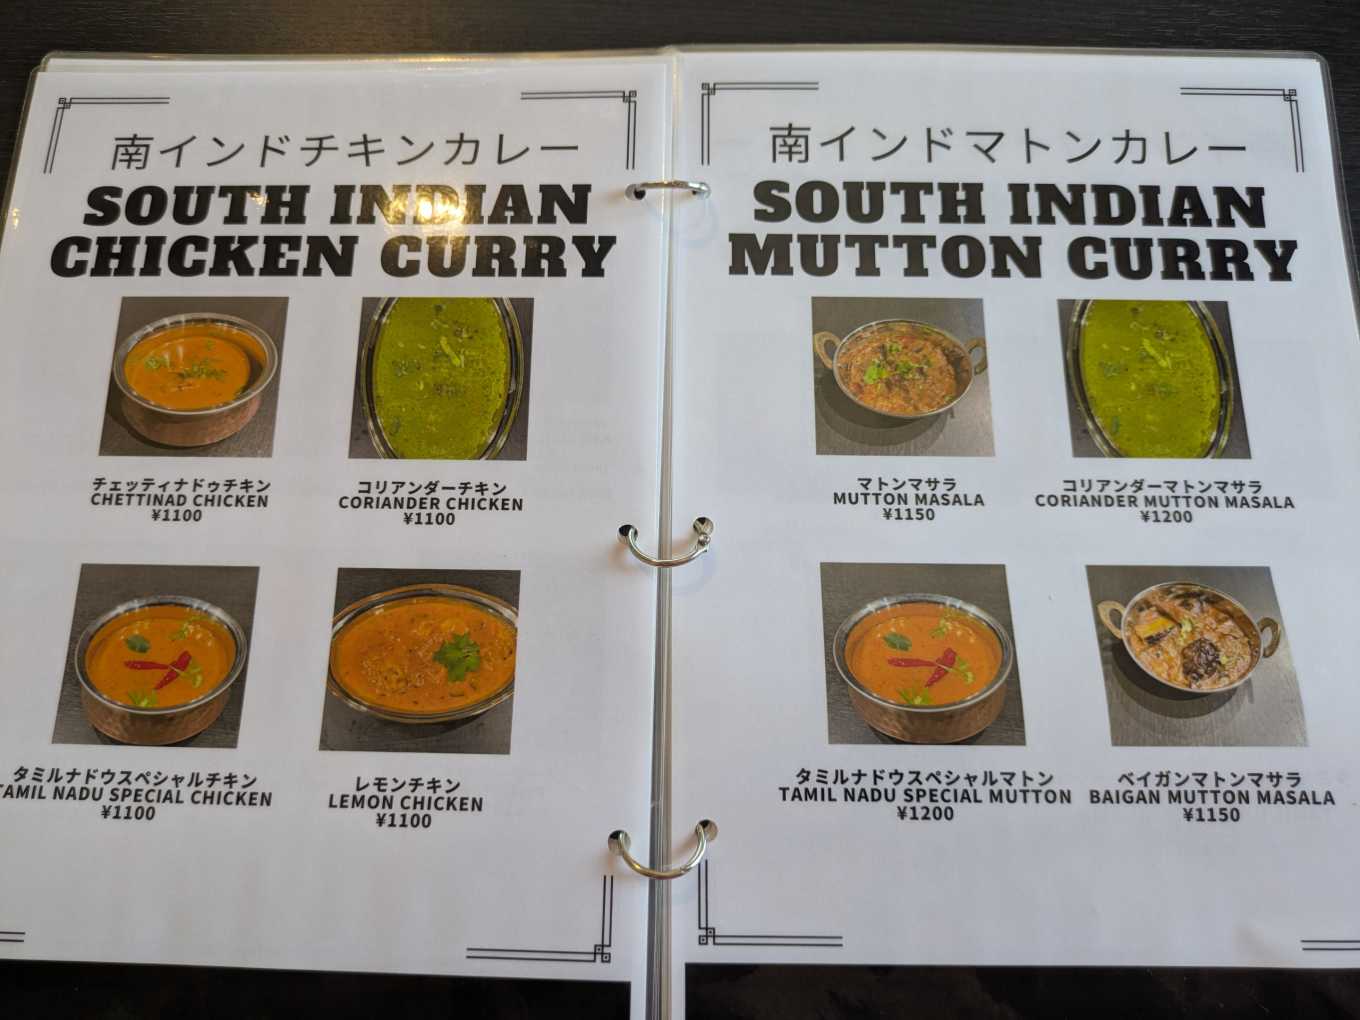 南インドチキンカレー
SOUTH INDIAN
CHICKEN CURRY
チェッティナドゥチキン
CHETTINAD CHICKEN
¥1100
コリアンダーチキン
CORIANDER CHICKEN
¥1100
タミルナドウスペシャルチキン
TAMIL NADU SPECIAL CHICKEN
¥1100
レモンチキン
LEMON CHICKEN
¥1100
南インドマトンカレー
SOUTH INDIAN
MUTTON CURRY
マトンマサラ
MUTTON MASALA
¥1150
コリアンダーマトンマサラ
CORIANDER MUTTON MASALA
¥1200
タミルナドウスペシャルマトン
TAMIL NADU SPECIAL MUTTON
¥1200
ベイガンマトンマサラ
BAIGAN MUTTON MASALA
¥1150